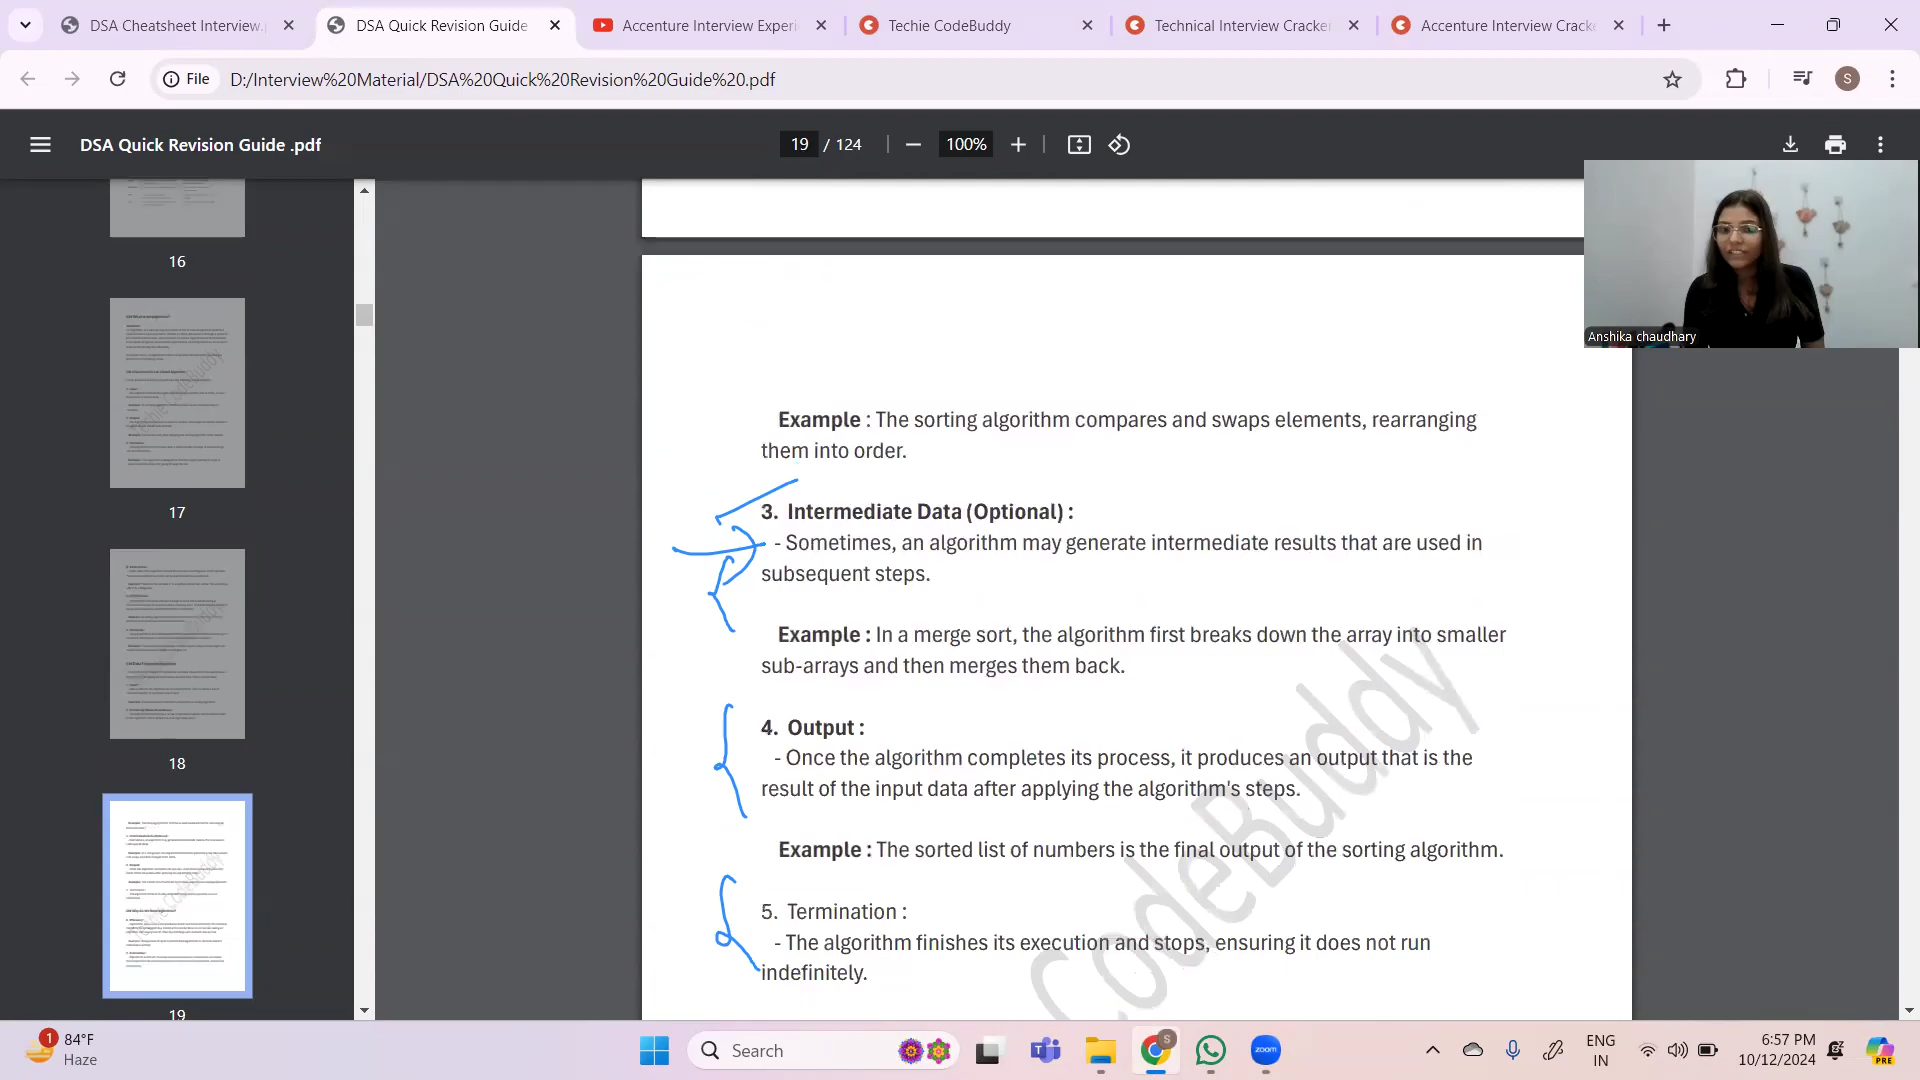 DSA Cheatsheet Interview.
DSA Quick Revision Guide
Accenture Interview Experi
Techie CodeBuddy
Technical Interview Cracker
Accenture Interview Cracke
File
D:/Interview%20Material/DSA%20Quick%20Revision%20Guide%20.pdf
S
DSA Quick Revision Guide .pdf
19 / 124
100%
16
17
18
19
Anshika chaudhary
Example : The sorting algorithm compares and swaps elements, rearranging
them into order.
3. Intermediate Data (Optional) :
- Sometimes, an algorithm may generate intermediate results that are used in
subsequent steps.
Example : In a merge sort, the algorithm first breaks down the array into smaller
sub-arrays and then merges them back.
4. Output :
- Once the algorithm completes its process, it produces an output that is the
result of the input data after applying the algorithm's steps.
Example : The sorted list of numbers is the final output of the sorting algorithm.
5. Termination :
- The algorithm finishes its execution and stops, ensuring it does not run
indefinitely.
CodeBuddy
1
84°F
Haze
Search
S
zoom
ENG
IN
6:57 PM
10/12/2024
PRE